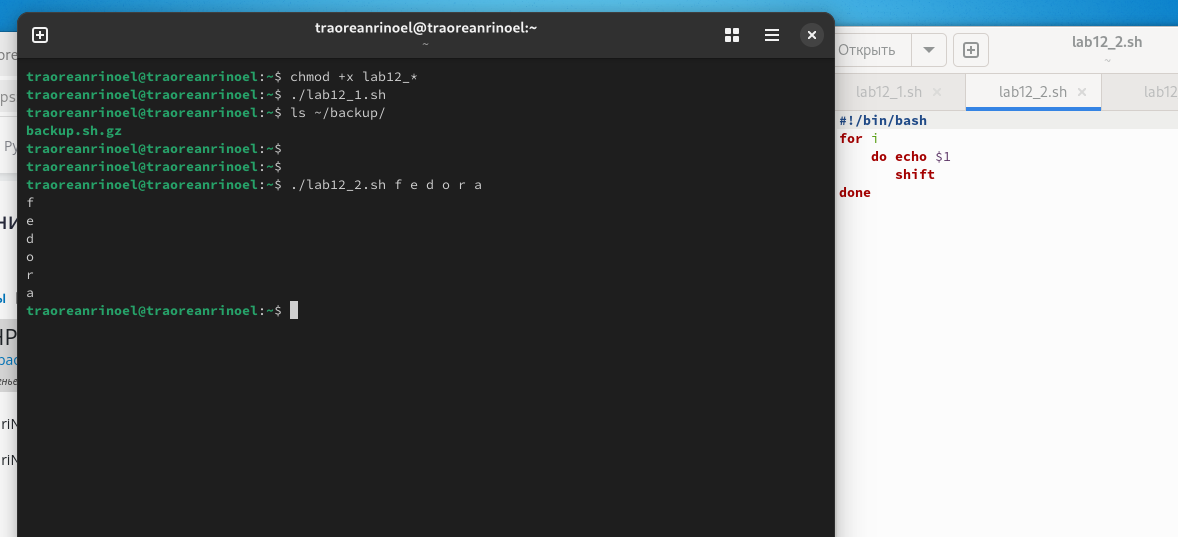 traoreanrinoel@traoreanrinoel:~
~
traoreanrinoel@traoreanrinoel:~$ chmod +x lab12_*
traoreanrinoel@traoreanrinoel:~$ ./lab12_1.sh
traoreanrinoel@traoreanrinoel:~$ ls ~/backup/
backup.sh.gz
traoreanrinoel@traoreanrinoel:~$
traoreanrinoel@traoreanrinoel:~$
traoreanrinoel@traoreanrinoel:~$ ./lab12_2.sh f e d o r a
f
e
d
o
r
a
traoreanrinoel@traoreanrinoel:~$
Открыть
lab12_2.sh
~
lab12_1.sh
lab12_2.sh
lab12
#!/bin/bash
for i
    do echo $1
       shift
done